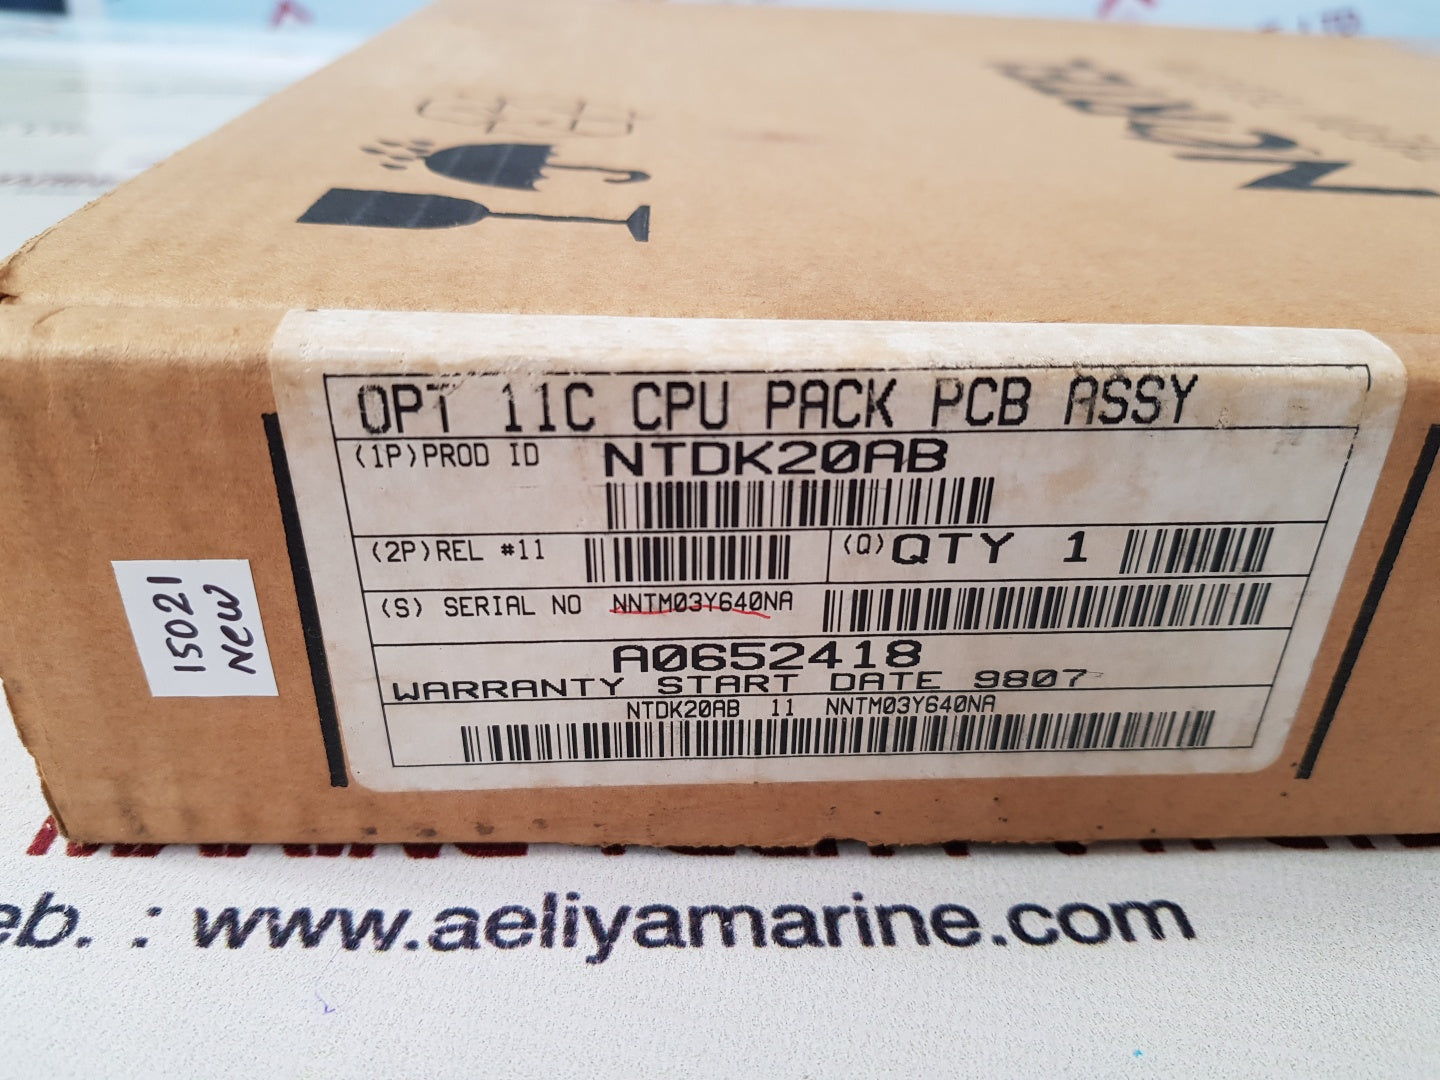 OPT 11C CPU PACK PCB ASSY
(1P)PROD ID NTDK20AB
(2P)REL #11
(Q) QTY 1
(S) SERIAL NO NNTM03Y640NA
A0652418
WARRANTY START DATE 9807
NTDK20AB 11 NNTM03Y640NA
15021
NEW
eb. : www.aeliyamarine.com